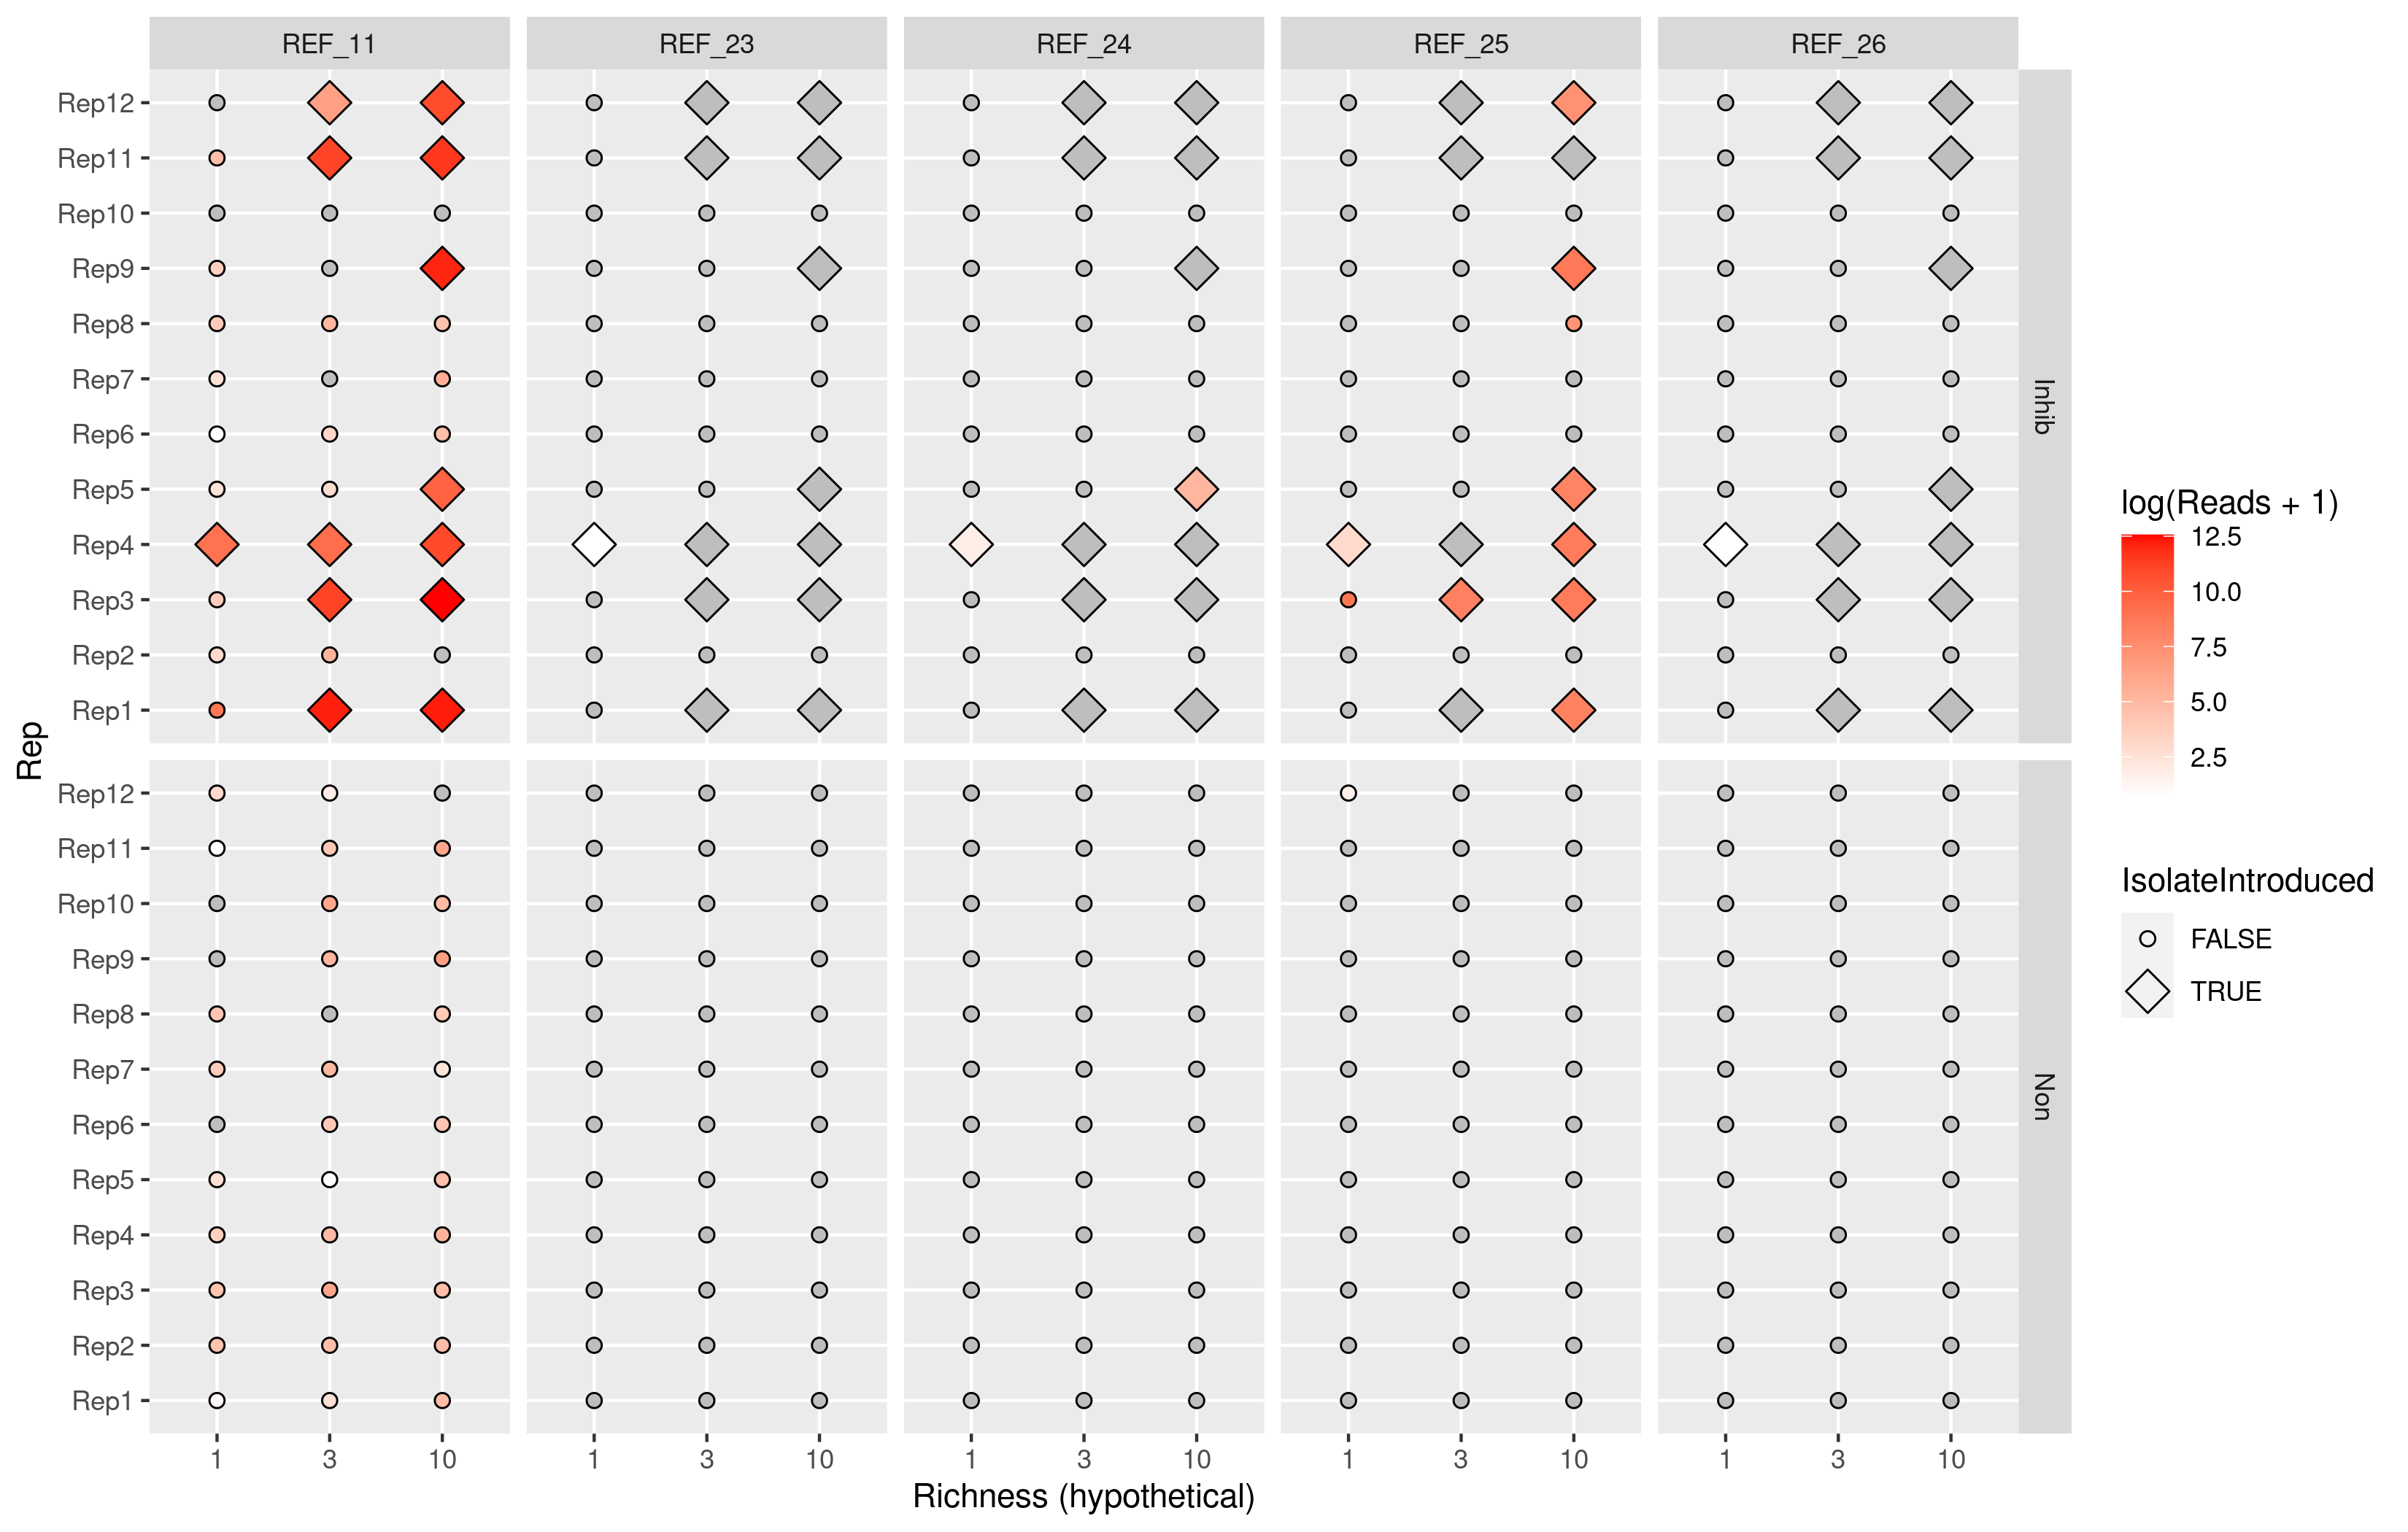 REF_11 REF_23 REF_24 REF_25 REF_26
Rep12
Rep11
Rep10
Rep9
Rep8
Rep7
Rep6
Rep5
Rep4
Rep3
Rep2
Rep1
Inhib
Rep
Rep12
Rep11
Rep10
Rep9
Rep8
Rep7
Rep6
Rep5
Rep4
Rep3
Rep2
Rep1
Non
1 3 10 1 3 10 1 3 10 1 3 10 1 3 10
Richness (hypothetical)
log(Reads + 1)
12.5
10.0
7.5
5.0
2.5
IsolateIntroduced
FALSE
TRUE